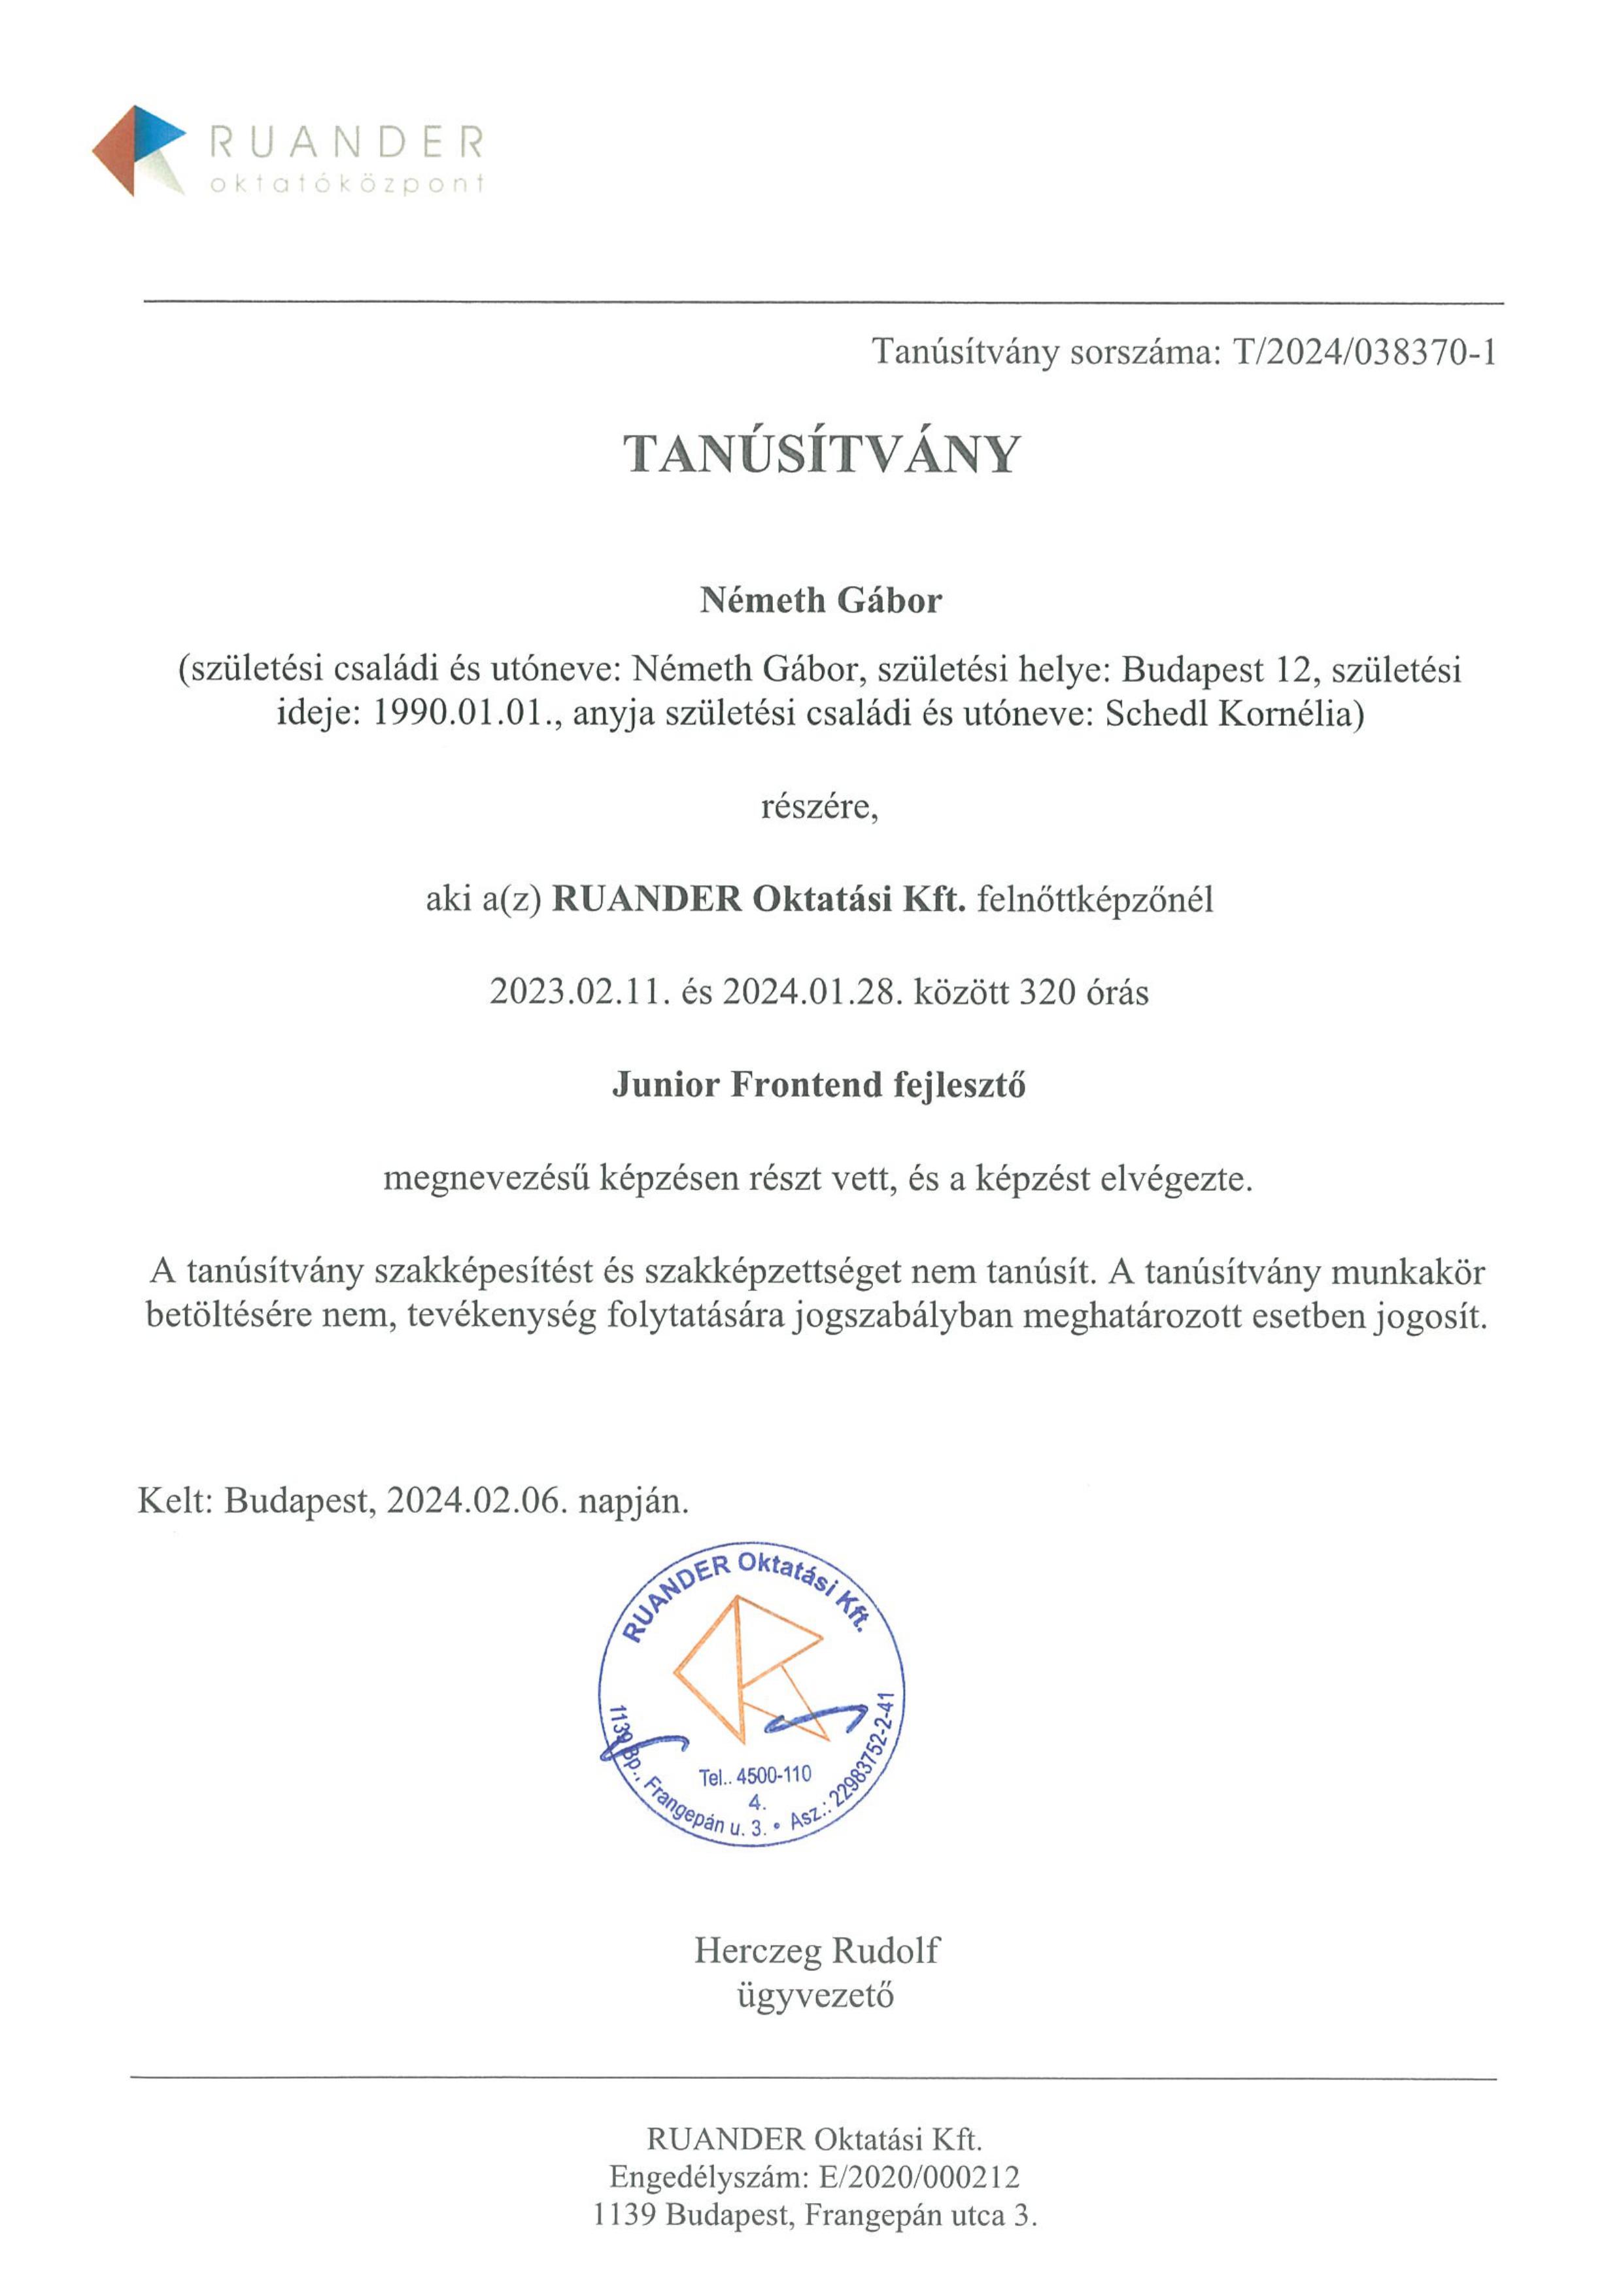 RUANDER
oktatóközpont
Tanúsítvány sorszáma: T/2024/038370-1
TANÚSÍTVÁNY
Németh Gábor
(születési családi és utóneve: Németh Gábor, születési helye: Budapest 12, születési
ideje: 1990.01.01., anyja születési családi és utóneve: Schedl Kornélia)
részére,
aki a(z) RUANDER Oktatási Kft. felnőttképzőnél
2023.02.11. és 2024.01.28. között 320 órás
Junior Frontend fejlesztő
megnevezésű képzésen részt vett, és a képzést elvégezte.
A tanúsítvány szakképesítést és szakképzettséget nem tanúsít. A tanúsítvány munkakör
betöltésére nem, tevékenység folytatására jogszabályban meghatározott esetben jogosít.
Kelt: Budapest, 2024.02.06. napján.
RUANDER Oktatási Kft.
Tel.. 4500-110
4.
1139 Bp., Frangepán u. 3. • Asz.: 22983752-2-41
Herczeg Rudolf
ügyvezető
RUANDER Oktatási Kft.
Engedélyszám: E/2020/000212
1139 Budapest, Frangepán utca 3.